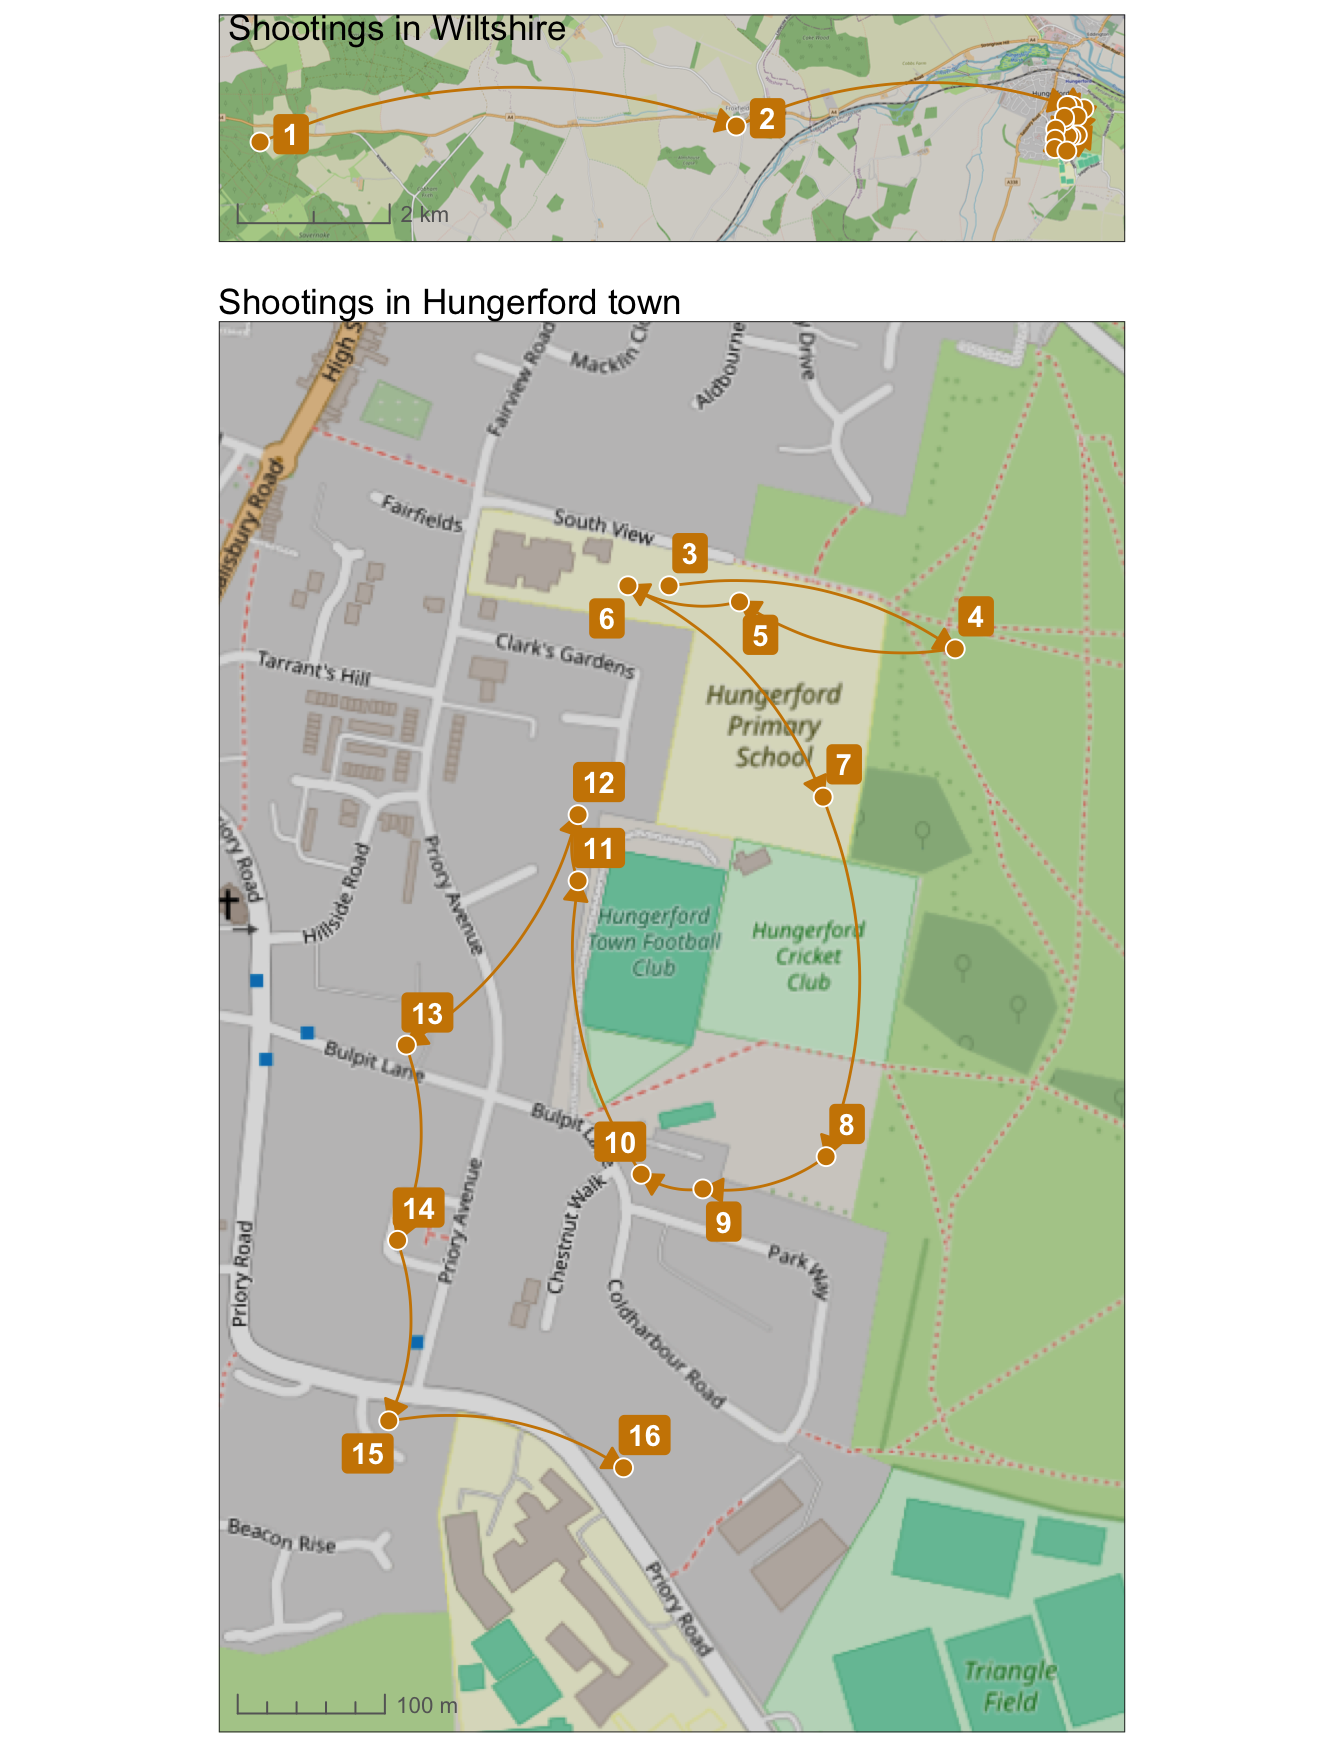 Shootings in Wiltshire
1
2
2 km
Shootings in Hungerford town
High S
Fairview Road
Macklin Clo
Aldbourne
y Drive
alisbury Road
Fairfields
South View
3
4
5
6
Clark's Gardens
Tarrant's Hill
Hungerford
Primary
School
7
12
11
iory Road
Hillside Road
Priory Avenue
Hungerford
Town Football
Club
Hungerford
Cricket
Club
13
Bulpit Lane
Bulpit La
8
10
14
9
Priory Road
Priory Avenue
Chestnut Walk
Park Way
Coldharbour Road
15
16
Beacon Rise
Priory Road
Triangle
Field
100 m